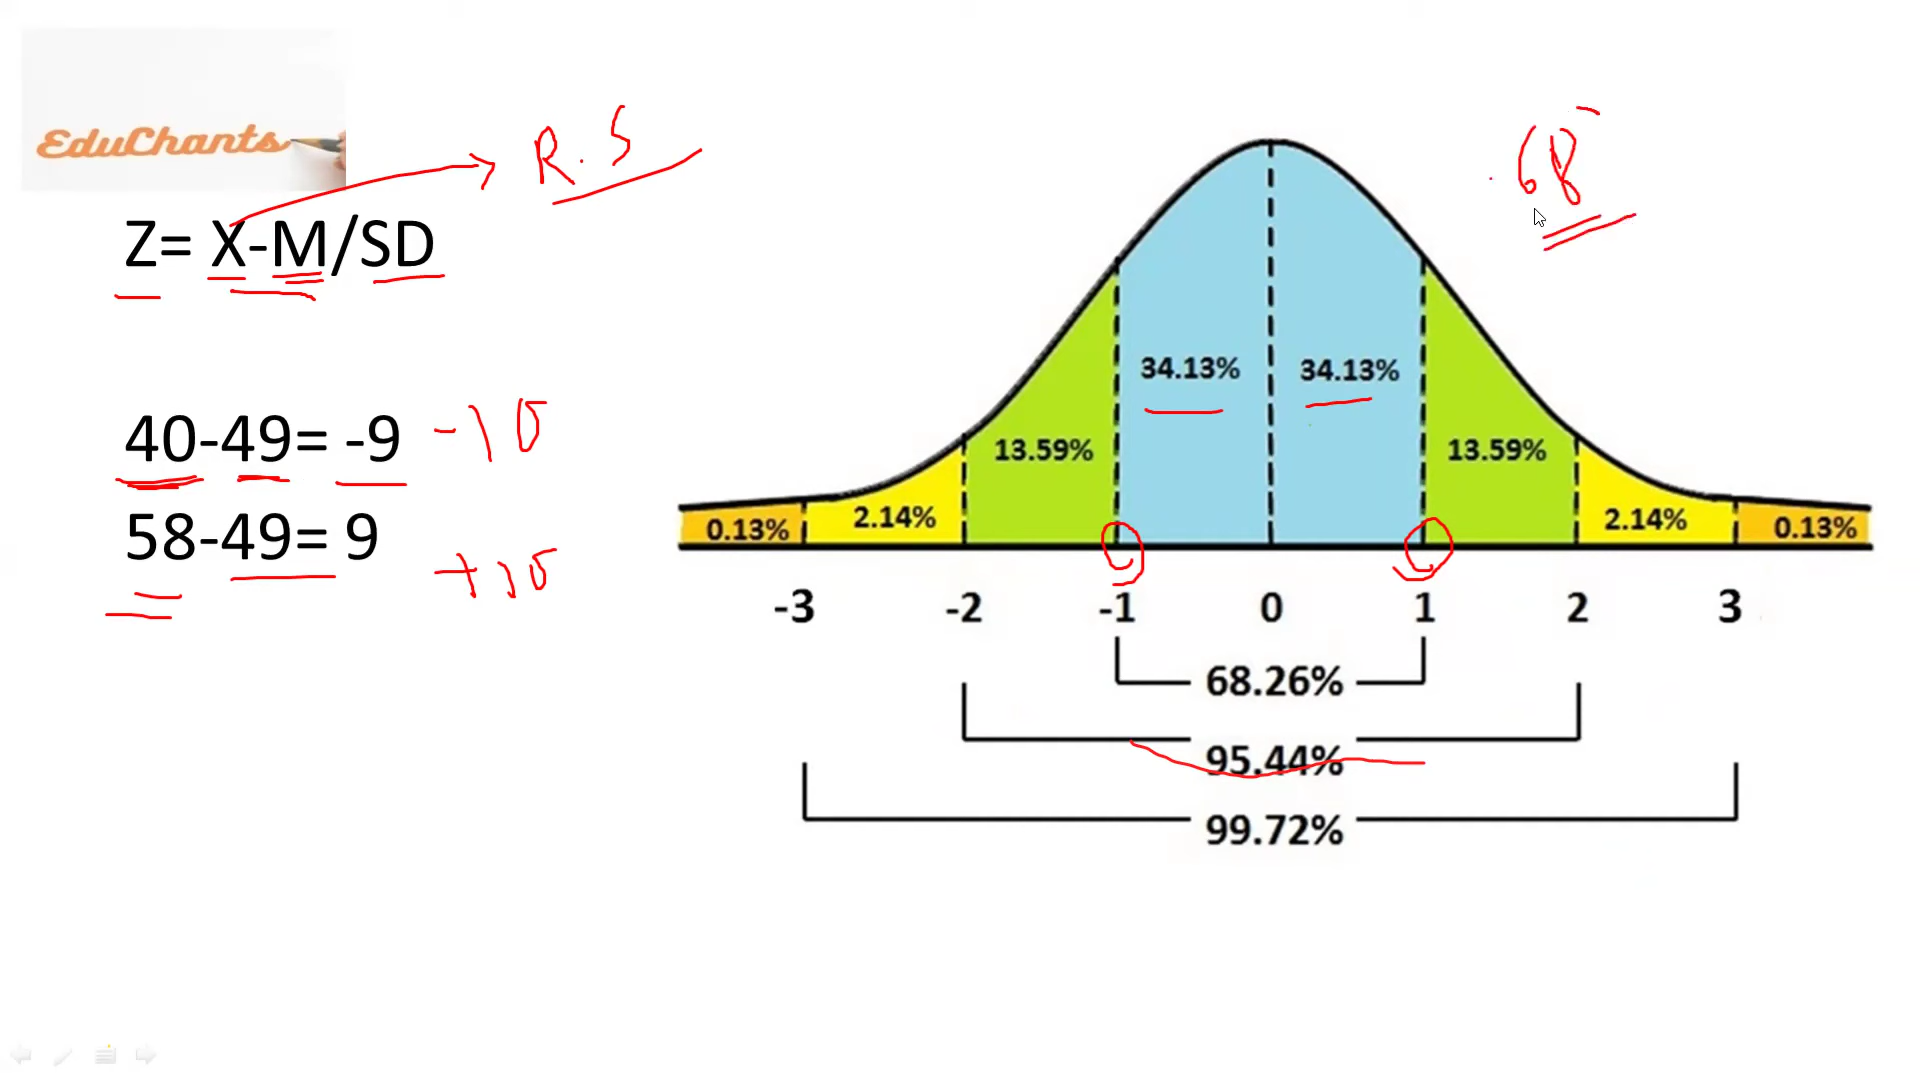 EduChants
R.S
68
Z= X-M/SD
40-49= -9 -1σ
58-49= 9 +1σ
34.13% 34.13%
13.59% 13.59%
0.13% 2.14% 2.14% 0.13%
-3 -2 -1 0 1 2 3
68.26%
95.44%
99.72%